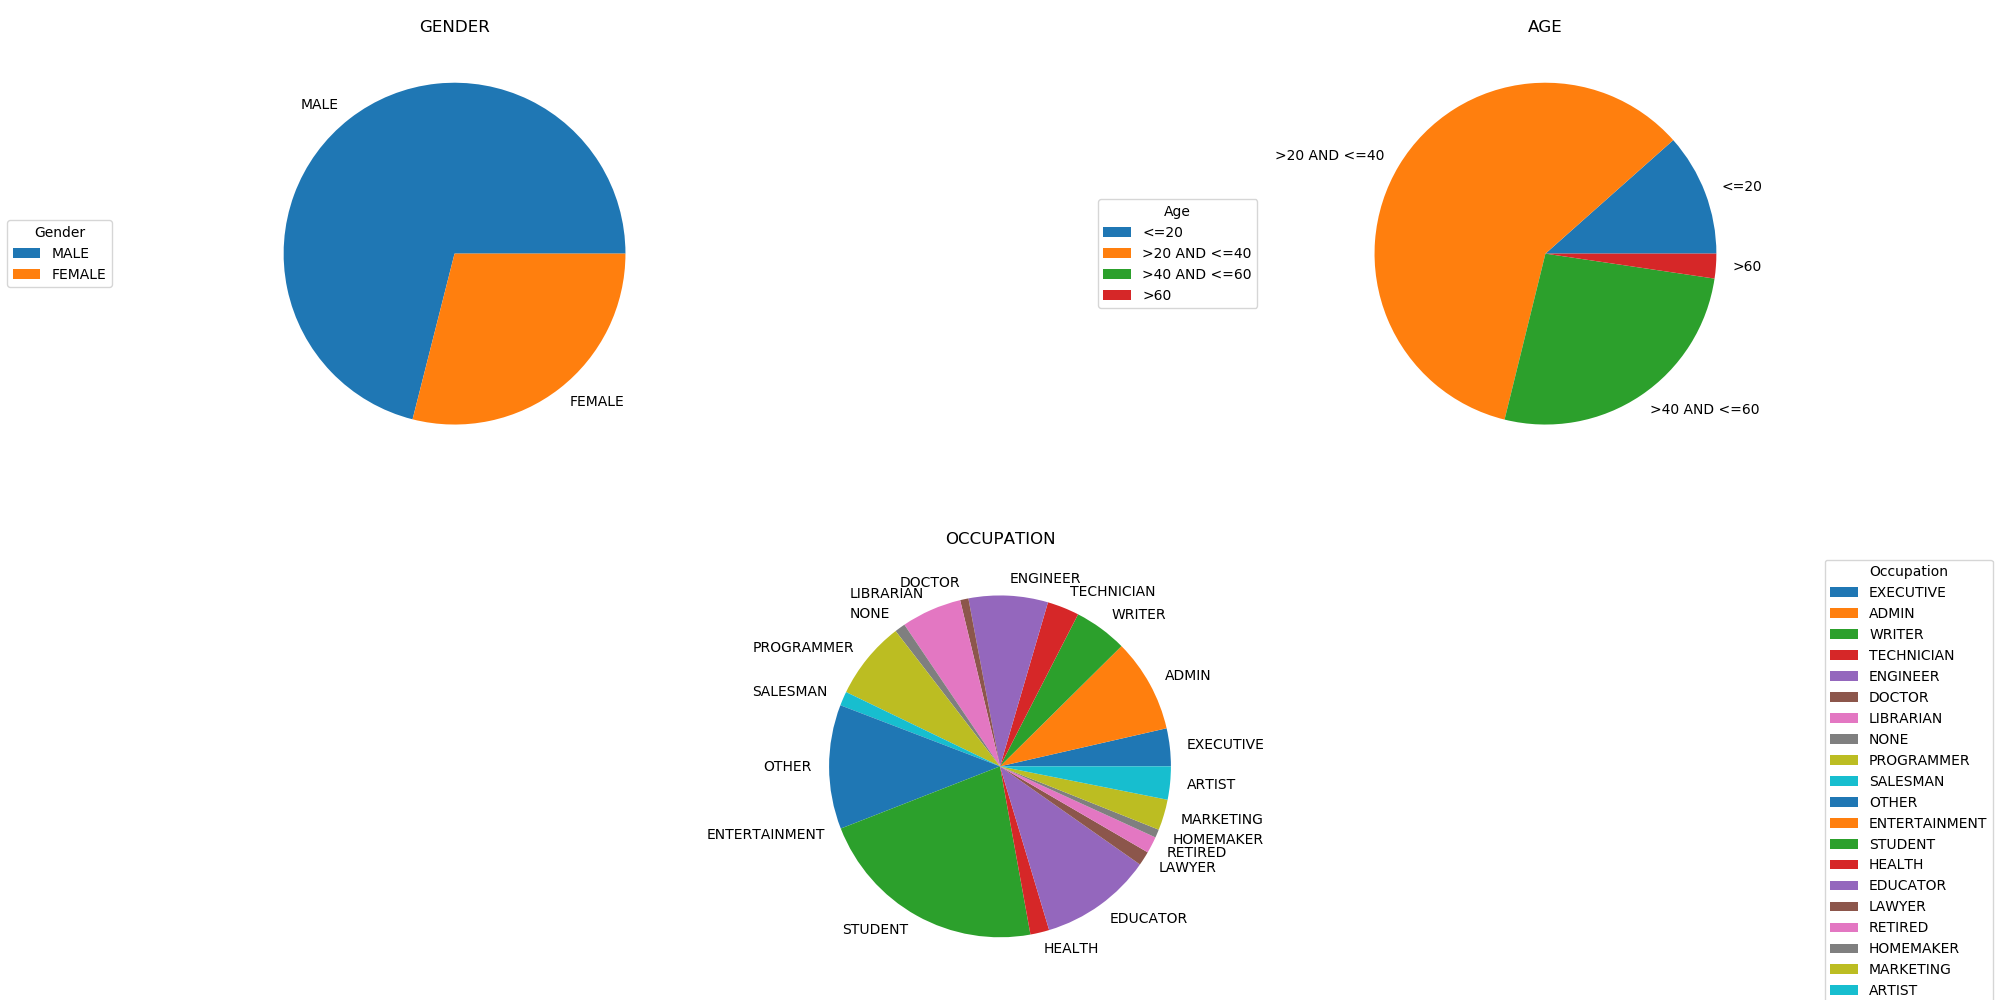 GENDER
MALE
FEMALE
Gender
MALE
FEMALE
AGE
>20 AND <=40
<=20
>60
>40 AND <=60
Age
<=20
>20 AND <=40
>40 AND <=60
>60
OCCUPATION
ENGINEER
DOCTOR
TECHNICIAN
LIBRARIAN
NONE
WRITER
PROGRAMMER
ADMIN
SALESMAN
EXECUTIVE
OTHER
ARTIST
MARKETING
ENTERTAINMENT
HOMEMAKER
RETIRED
LAWYER
EDUCATOR
STUDENT
HEALTH
Occupation
EXECUTIVE
ADMIN
WRITER
TECHNICIAN
ENGINEER
DOCTOR
LIBRARIAN
NONE
PROGRAMMER
SALESMAN
OTHER
ENTERTAINMENT
STUDENT
HEALTH
EDUCATOR
LAWYER
RETIRED
HOMEMAKER
MARKETING
ARTIST